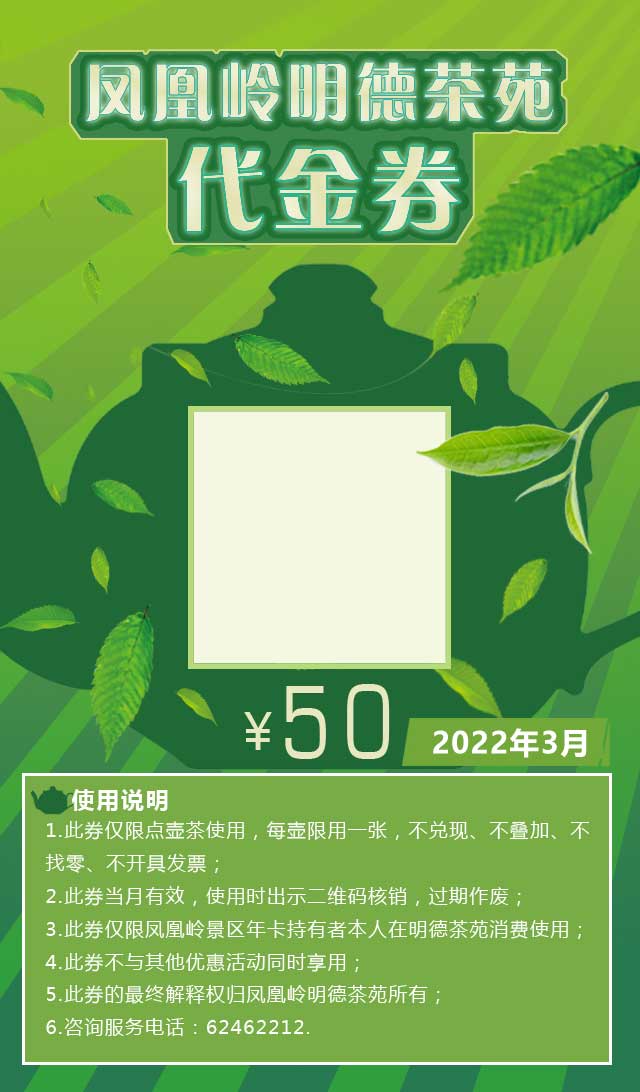 凤凰岭明德茶苑
代金券
¥50
2022年3月
使用说明
1.此券仅限点壶茶使用，每壶限用一张，不兑现、不叠加、不
找零、不开具发票；
2.此券当月有效，使用时出示二维码核销，过期作废；
3.此券仅限凤凰岭景区年卡持有者本人在明德茶苑消费使用；
4.此券不与其他优惠活动同时享用；
5.此券的最终解释权归凤凰岭明德茶苑所有；
6.咨询服务电话：62462212.